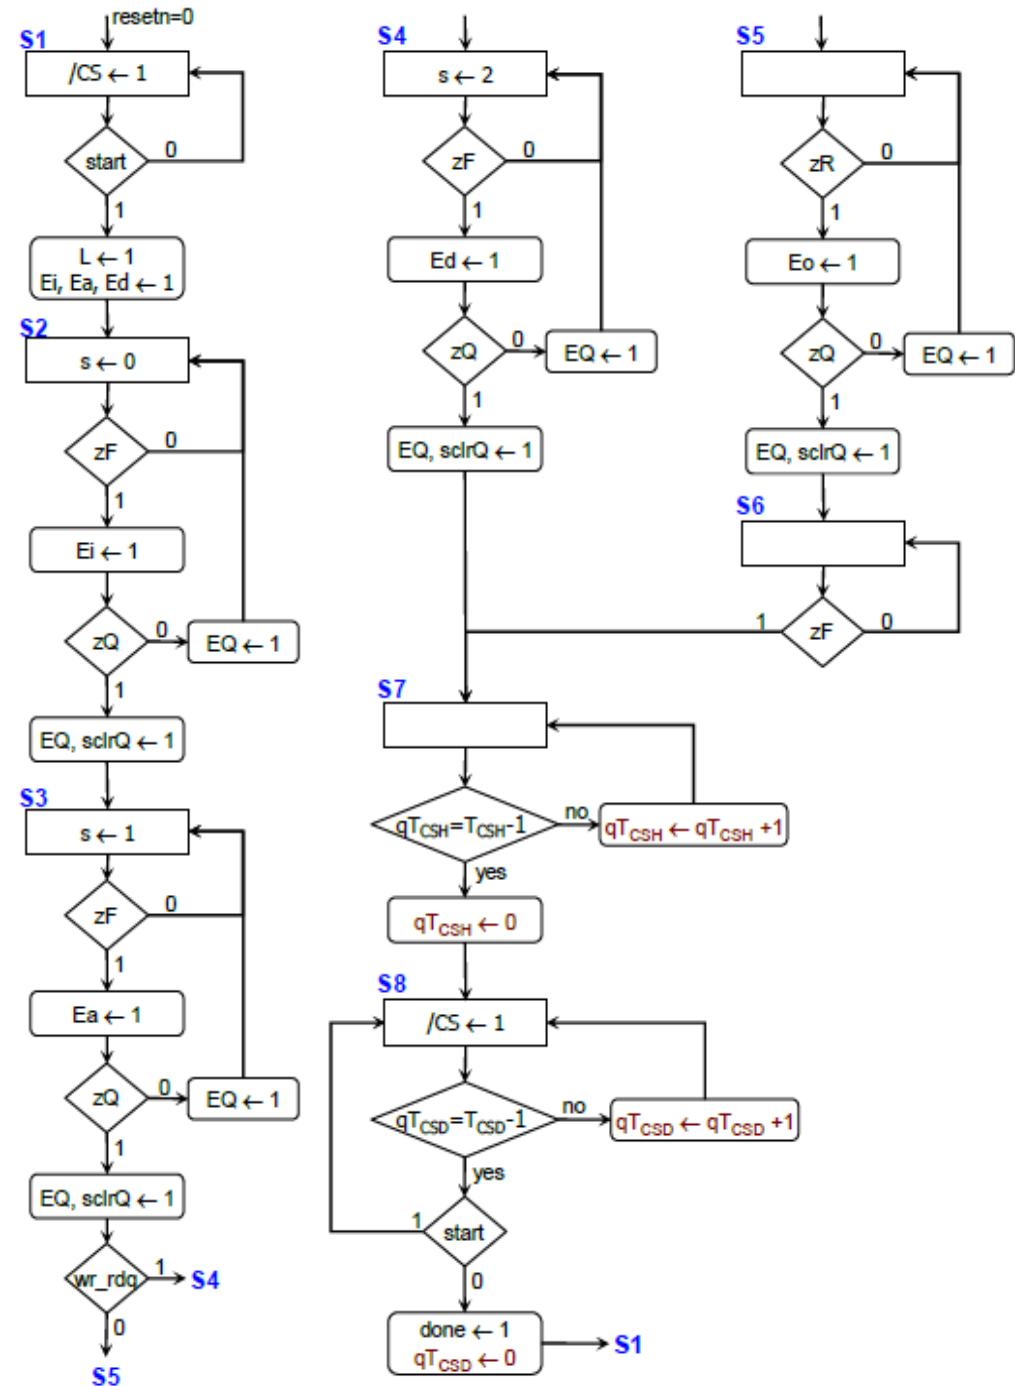 resetn=0
S1
/CS ← 1
start
0
1
L ← 1
Ei, Ea, Ed ← 1
S2
s ← 0
zF
0
1
Ei ← 1
zQ
0
EQ ← 1
1
EQ, sclrQ ← 1
S3
s ← 1
zF
0
1
Ea ← 1
zQ
0
EQ ← 1
1
EQ, sclrQ ← 1
wr_rdq
1
S4
0
S5
S4
s ← 2
zF
0
1
Ed ← 1
zQ
0
EQ ← 1
1
EQ, sclrQ ← 1
S5
zR
0
1
Eo ← 1
zQ
0
EQ ← 1
1
EQ, sclrQ ← 1
S6
zF
1
0
S7
qTCSH=TCSH-1
no
qTCSH ← qTCSH +1
yes
qTCSH ← 0
S8
/CS ← 1
qTCSD=TCSD-1
no
qTCSD ← qTCSD +1
yes
start
1
0
done ← 1
qTCSD ← 0
S1